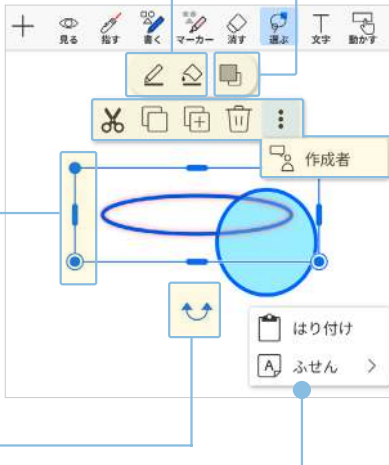 見る 指す 書く マーカー 消す 選ぶ 文字 動かす
作成者
はり付け
ふせん